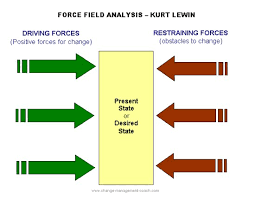 FORCE FIELD ANALYSIS – KURT LEWIN
DRIVING FORCES
(Positive forces for change)
RESTRAINING FORCES
(obstacles to change)
Present
State
or
Desired
State
www.change-management-coach.com